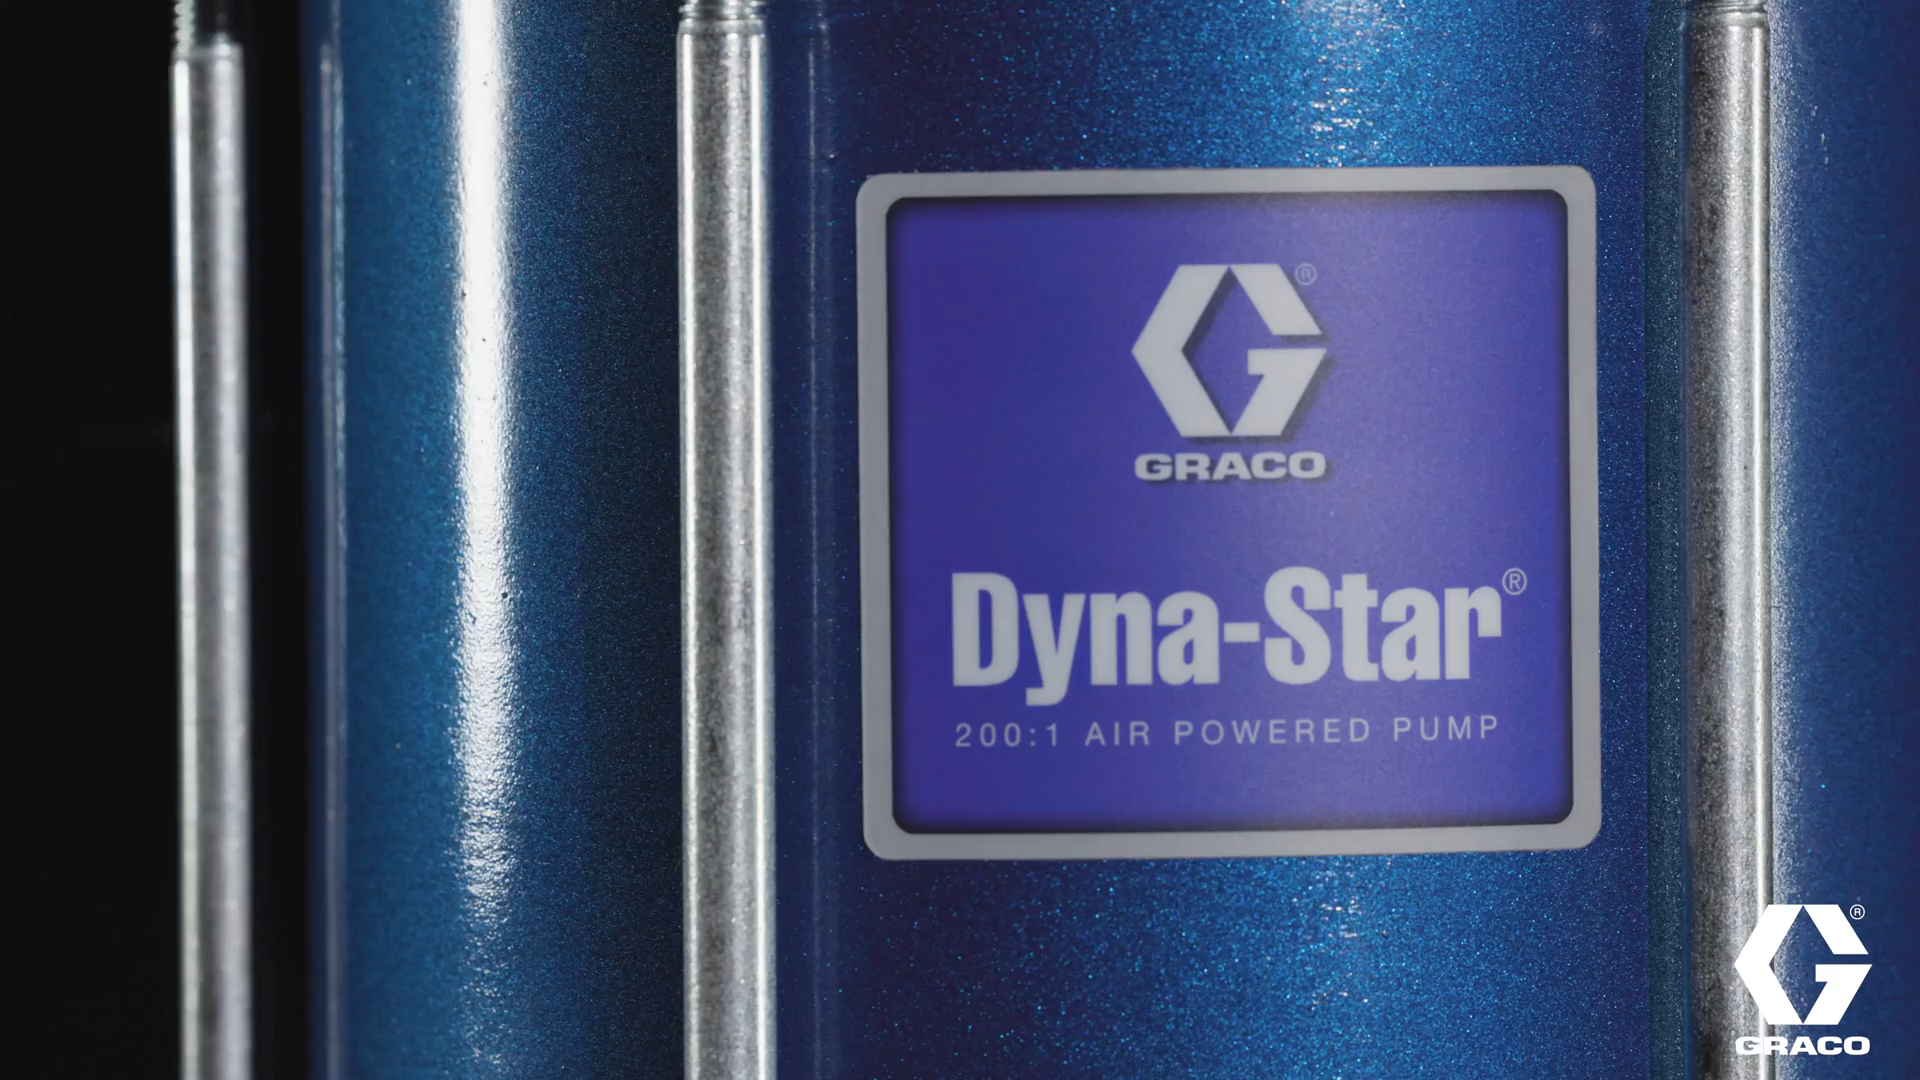 ®
GRACO
Dyna-Star®
200:1 AIR POWERED PUMP
®
GRACO